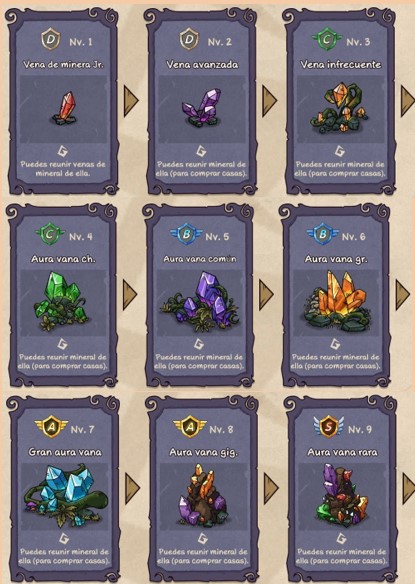 D Nv. 1
Vena de minera Jr.
Puedes reunir venas de
mineral de ella.
D Nv. 2
Vena avanzada
Puedes reunir mineral de
ella (para comprar casas).
C Nv. 3
Vena infrecuente
Puedes reunir mineral de
ella (para comprar casas).
C Nv. 4
Aura vana ch.
Puedes reunir mineral de
ella (para comprar casas).
B Nv. 5
Aura vana común
Puedes reunir mineral de
ella (para comprar casas).
B Nv. 6
Aura vana gr.
Puedes reunir mineral de
ella (para comprar casas).
A Nv. 7
Gran aura vana
Puedes reunir mineral de
ella (para comprar casas).
A Nv. 8
Aura vana gig.
Puedes reunir mineral de
ella (para comprar casas).
S Nv. 9
Aura vana rara
Puedes reunir mineral de
ella (para comprar casas).